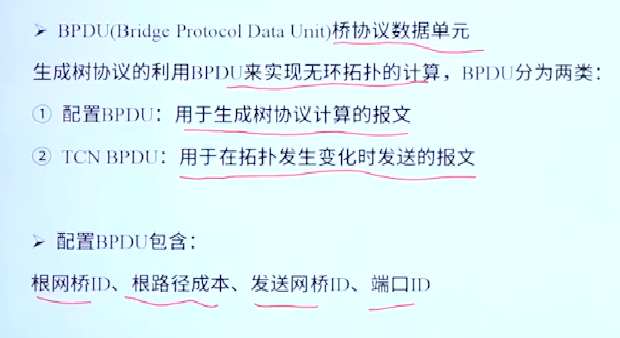 ➢ BPDU(Bridge Protocol Data Unit)桥协议数据单元
生成树协议的利用BPDU来实现无环拓扑的计算，BPDU分为两类：
① 配置BPDU：用于生成树协议计算的报文
② TCN BPDU：用于在拓扑发生变化时发送的报文
➢ 配置BPDU包含：
根网桥ID、根路径成本、发送网桥ID、端口ID